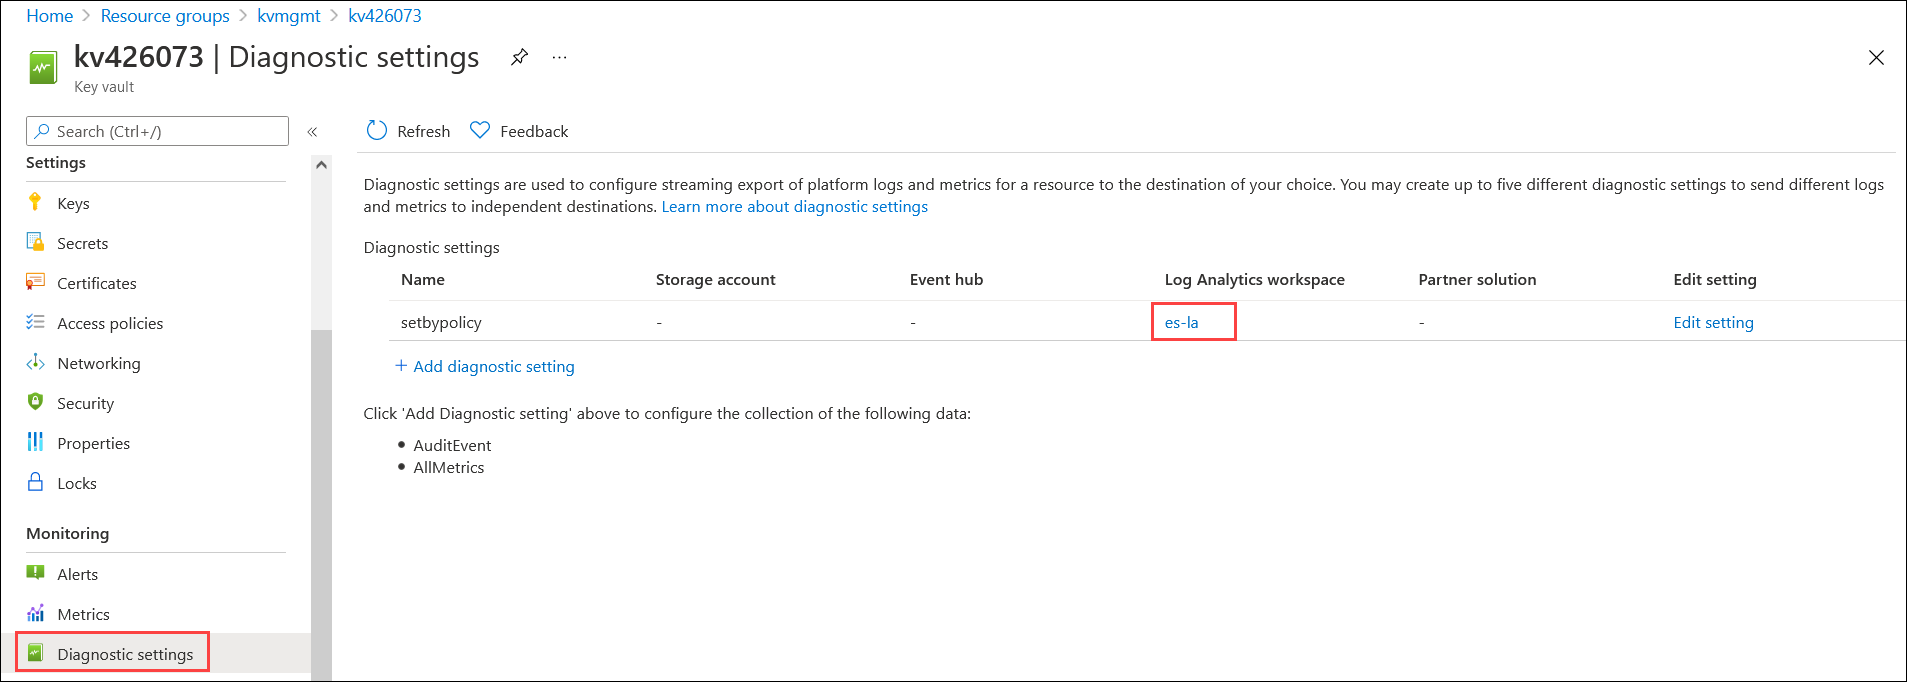 Home > Resource groups > kvmgmt > kv426073
kv426073 | Diagnostic settings ...
Key vault
Search (Ctrl+/) «
Settings
Keys
Secrets
Certificates
Access policies
Networking
Security
Properties
Locks
Monitoring
Alerts
Metrics
Diagnostic settings
Refresh Feedback
Diagnostic settings are used to configure streaming export of platform logs and metrics for a resource to the destination of your choice. You may create up to five different diagnostic settings to send different logs
and metrics to independent destinations. Learn more about diagnostic settings
Diagnostic settings
Name Storage account Event hub Log Analytics workspace Partner solution Edit setting
setbypolicy - - es-la - Edit setting
+ Add diagnostic setting
Click 'Add Diagnostic setting' above to configure the collection of the following data:
• AuditEvent
• AllMetrics